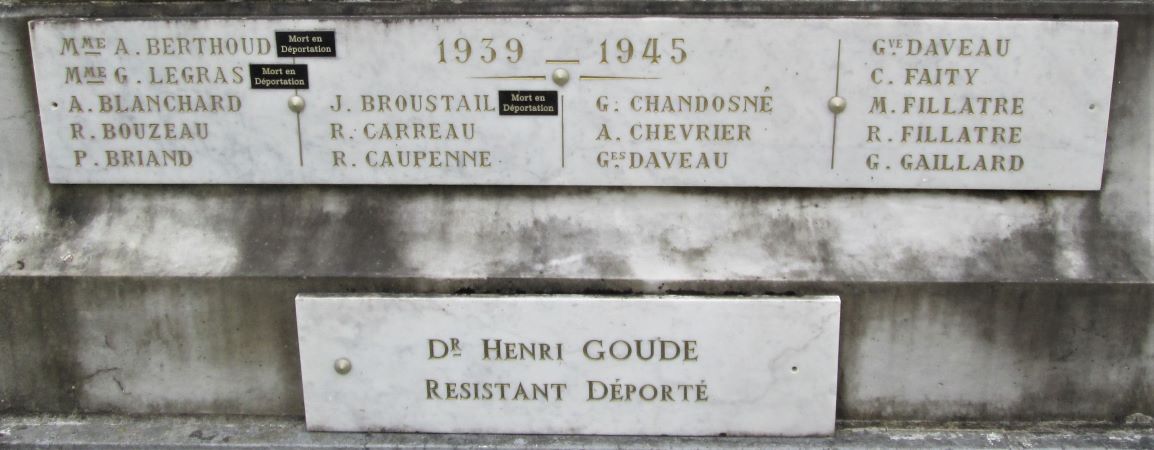 MME A. BERTHOUD Mort en
Déportation
MME G. LEGRAS Mort en
Déportation
A. BLANCHARD
R. BOUZEAU
P. BRIAND
1939 _ 1945
J. BROUSTAIL Mort en
Déportation
R. CARREAU
R. CAUPENNE
G. CHANDOSNÉ
A. CHEVRIER
GES DAVEAU
GVE DAVEAU
C. FAITY
M. FILLATRE
R. FILLATRE
G. GAILLARD
DR HENRI GOUDE
RESISTANT DÉPORTÉ